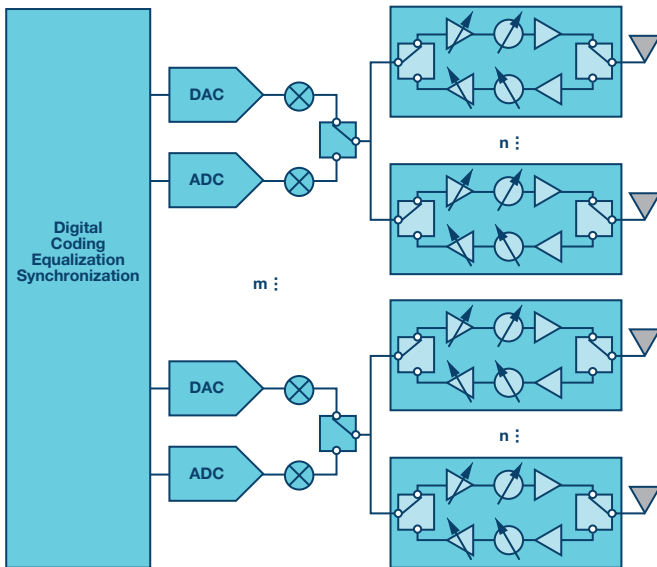 DAC
n ⋮
ADC
Digital
Coding
Equalization
Synchronization
m ⋮
DAC
n ⋮
ADC